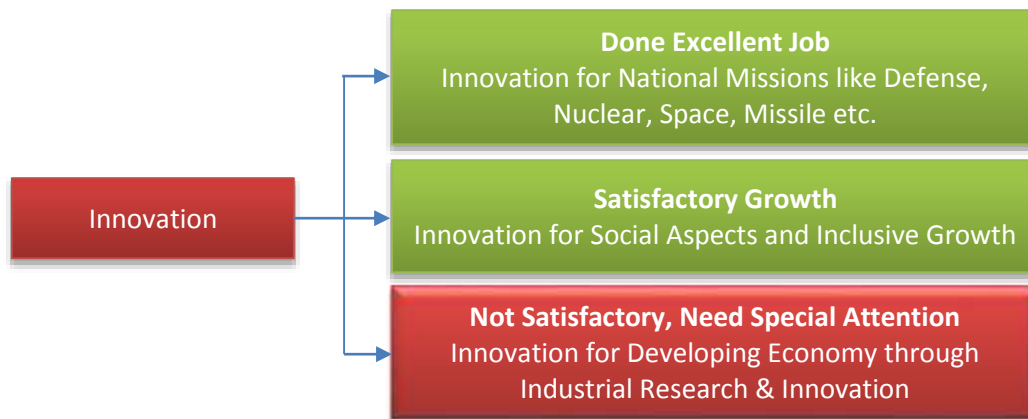 Innovation
Done Excellent Job
Innovation for National Missions like Defense,
Nuclear, Space, Missile etc.
Satisfactory Growth
Innovation for Social Aspects and Inclusive Growth
Not Satisfactory, Need Special Attention
Innovation for Developing Economy through
Industrial Research & Innovation